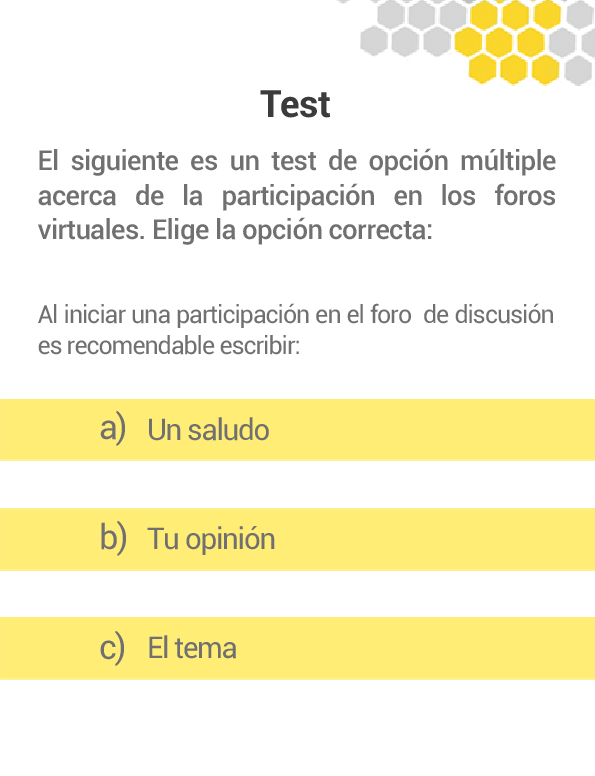 Test
El siguiente es un test de opción múltiple
acerca de la participación en los foros
virtuales. Elige la opción correcta:
Al iniciar una participación en el foro de discusión
es recomendable escribir:
a) Un saludo
b) Tu opinión
c) El tema